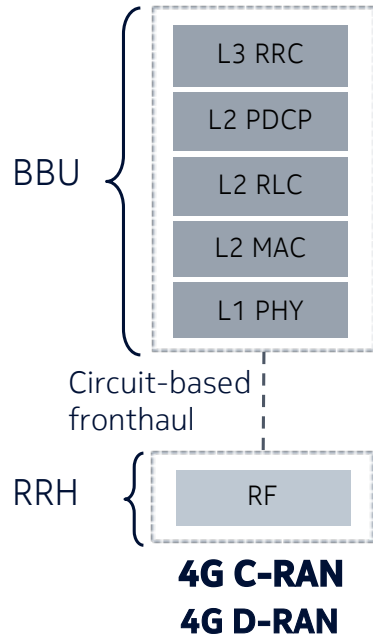 L3 RRC
L2 PDCP
BBU
L2 RLC
L2 MAC
L1 PHY
Circuit-based
fronthaul
RRH
RF
4G C-RAN
4G D-RAN